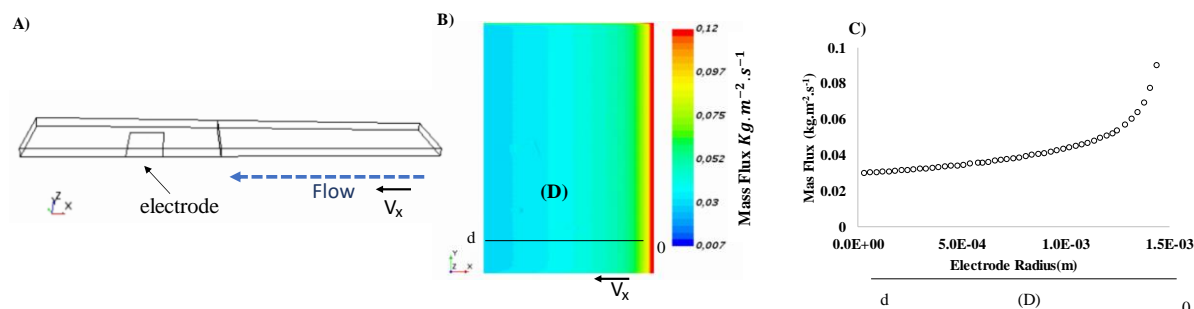 A)
electrode
Flow
Vx
Z
Y
X
B)
(D)
d
0
Y
Z
X
Vx
0,12
0,097
0,075
0,052
0,03
0,007
Mass Flux Kg.m⁻².s⁻¹
C)
Mas Flux (kg.m-2.s-1)
0.1
0.08
0.06
0.04
0.02
0
0.0E+00
5.0E-04
1.0E-03
1.5E-03
Electrode Radius(m)
d
(D)
0